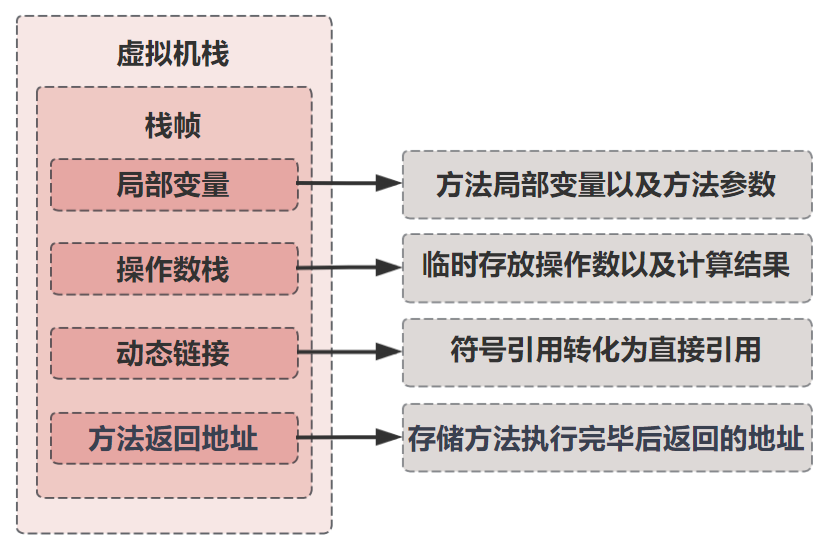 虚拟机栈
栈帧
局部变量
方法局部变量以及方法参数
操作数栈
临时存放操作数以及计算结果
动态链接
符号引用转化为直接引用
方法返回地址
存储方法执行完毕后返回的地址